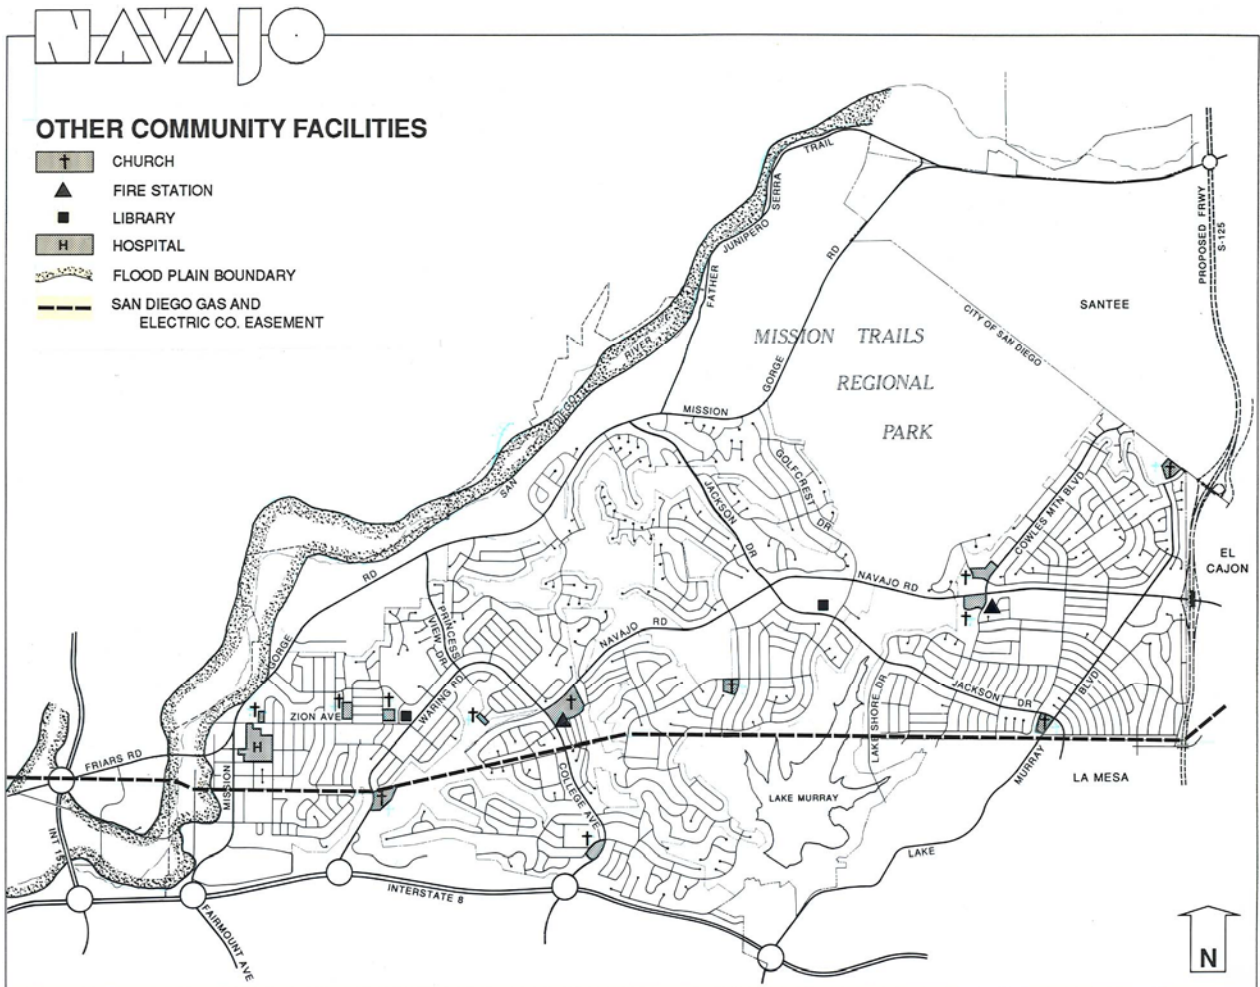 NAVAJO
OTHER COMMUNITY FACILITIES
CHURCH
FIRE STATION
LIBRARY
H HOSPITAL
FLOOD PLAIN BOUNDARY
SAN DIEGO GAS AND
ELECTRIC CO. EASEMENT
TRAIL
SERRA
JUNIPERO
FATHER
PROPOSED FRWY
S-125
RD
GORGE
MISSION
SANTEE
CITY OF SAN DIEGO
MISSION TRAILS
REGIONAL
PARK
RIVER
DIEGO
SAN
JACKSON
DR
GOLFCREST
DR
COWLES MTN BLVD
EL
CAJON
NAVAJO RD
RD
GORGE
PRINCESS
VIEW DR
NAVAJO RD
WARING RD
ZION AVE
H
FRIARS RD
MISSION
LAKE SHORE DR
JACKSON DR
BLVD
MURRAY
LAKE
LA MESA
COLLEGE AVE
LAKE MURRAY
INT 15
INTERSTATE 8
FAIRMOUNT AVE
N